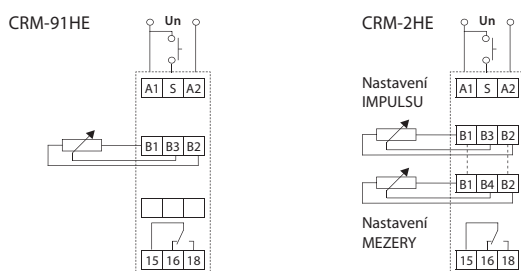 CRM-91HE
Un
A1 S A2
B1 B3 B2
15 16 18
CRM-2HE
Un
Nastavení
IMPULSU
A1 S A2
B1 B3 B2
B1 B4 B2
Nastavení
MEZERY
15 16 18